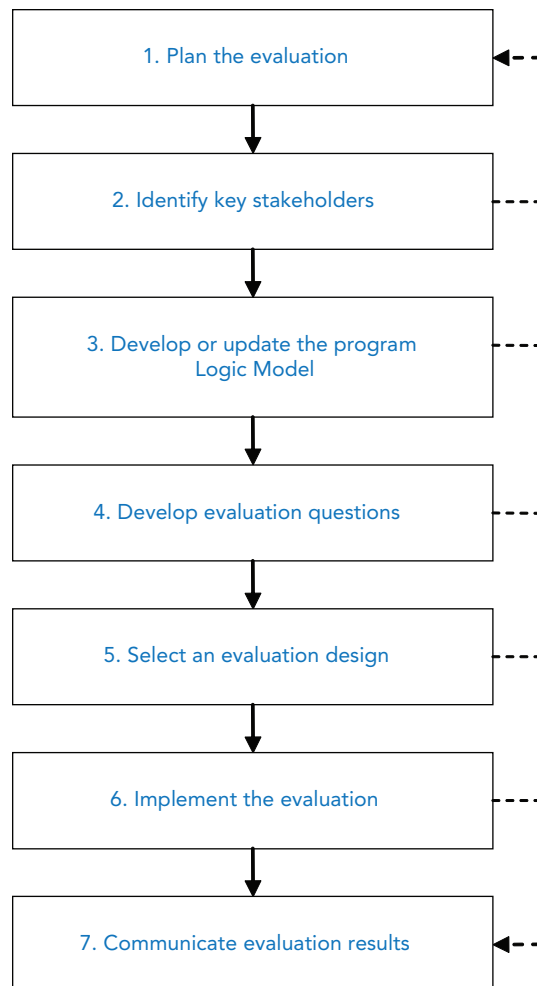 1. Plan the evaluation
2. Identify key stakeholders
3. Develop or update the program
Logic Model
4. Develop evaluation questions
5. Select an evaluation design
6. Implement the evaluation
7. Communicate evaluation results